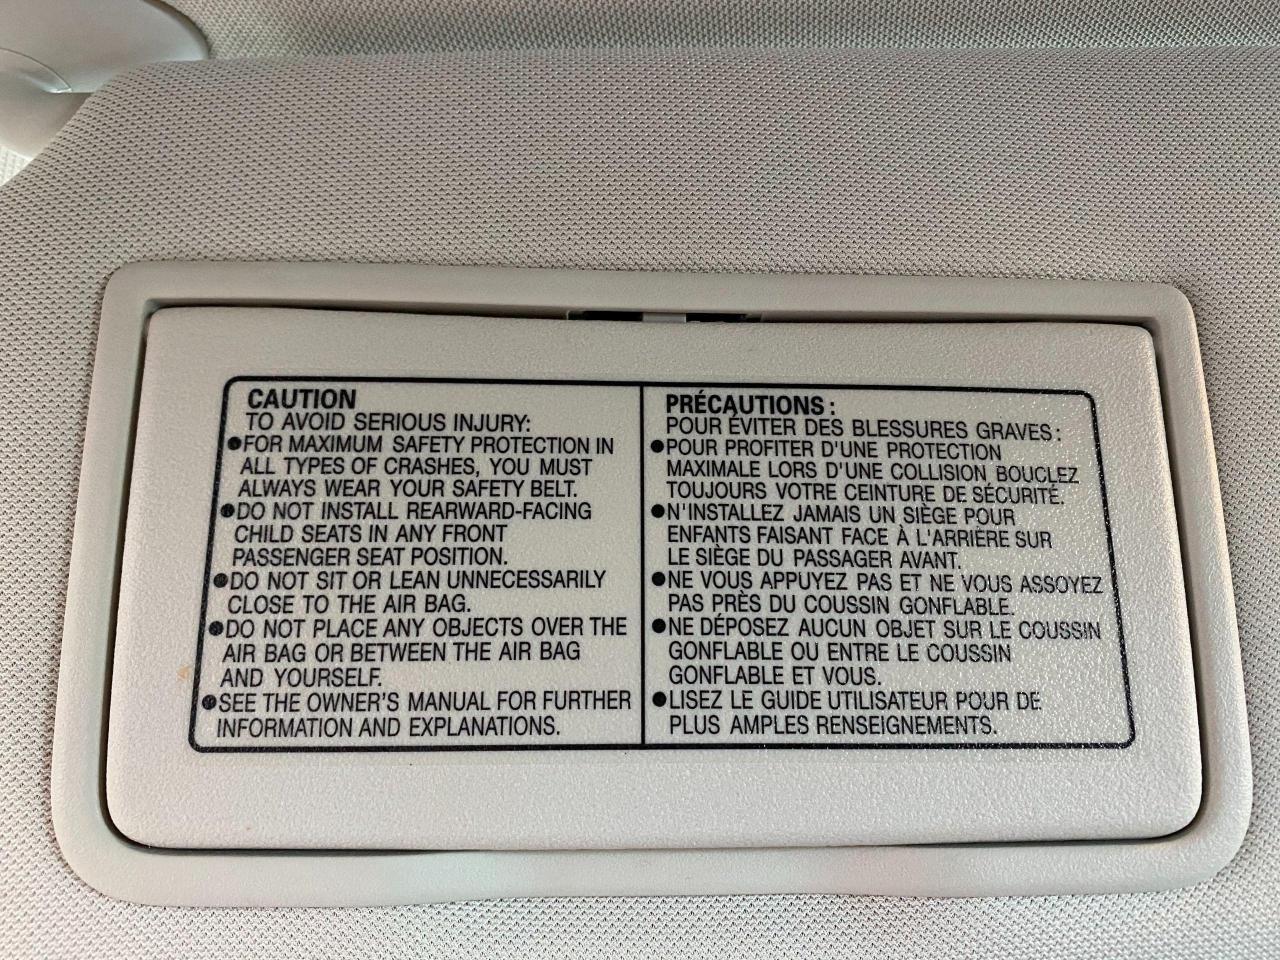 CAUTION
TO AVOID SERIOUS INJURY:
●FOR MAXIMUM SAFETY PROTECTION IN
ALL TYPES OF CRASHES, YOU MUST
ALWAYS WEAR YOUR SAFETY BELT.
●DO NOT INSTALL REARWARD-FACING
CHILD SEATS IN ANY FRONT
PASSENGER SEAT POSITION.
●DO NOT SIT OR LEAN UNNECESSARILY
CLOSE TO THE AIR BAG.
●DO NOT PLACE ANY OBJECTS OVER THE
AIR BAG OR BETWEEN THE AIR BAG
AND YOURSELF.
●SEE THE OWNER'S MANUAL FOR FURTHER
INFORMATION AND EXPLANATIONS.
PRÉCAUTIONS :
POUR ÉVITER DES BLESSURES GRAVES :
●POUR PROFITER D'UNE PROTECTION
MAXIMALE LORS D'UNE COLLISION BOUCLEZ
TOUJOURS VOTRE CEINTURE DE SÉCURITÉ.
●N'INSTALLEZ JAMAIS UN SIÈGE POUR
ENFANTS FAISANT FACE À L'ARRIÈRE SUR
LE SIÈGE DU PASSAGER AVANT.
●NE VOUS APPUYEZ PAS ET NE VOUS ASSOYEZ
PAS PRÈS DU COUSSIN GONFLABLE.
●NE DÉPOSEZ AUCUN OBJET SUR LE COUSSIN
GONFLABLE OU ENTRE LE COUSSIN
GONFLABLE ET VOUS.
●LISEZ LE GUIDE UTILISATEUR POUR DE
PLUS AMPLES RENSEIGNEMENTS.